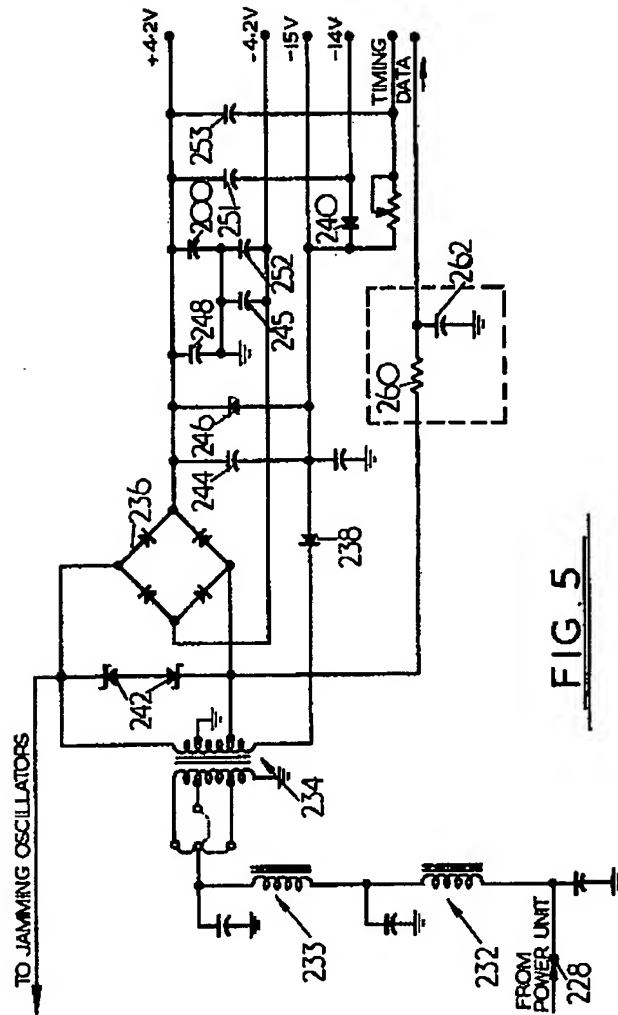 TO JAMMING OSCILLATORS
+4.2V
-4.2V
-15V
-14V
TIMING
DATA
253
251
200
252
248
245
240
246
244
262
260
236
238
242
234
233
232
FROM
POWER UNIT
228
FIG. 5